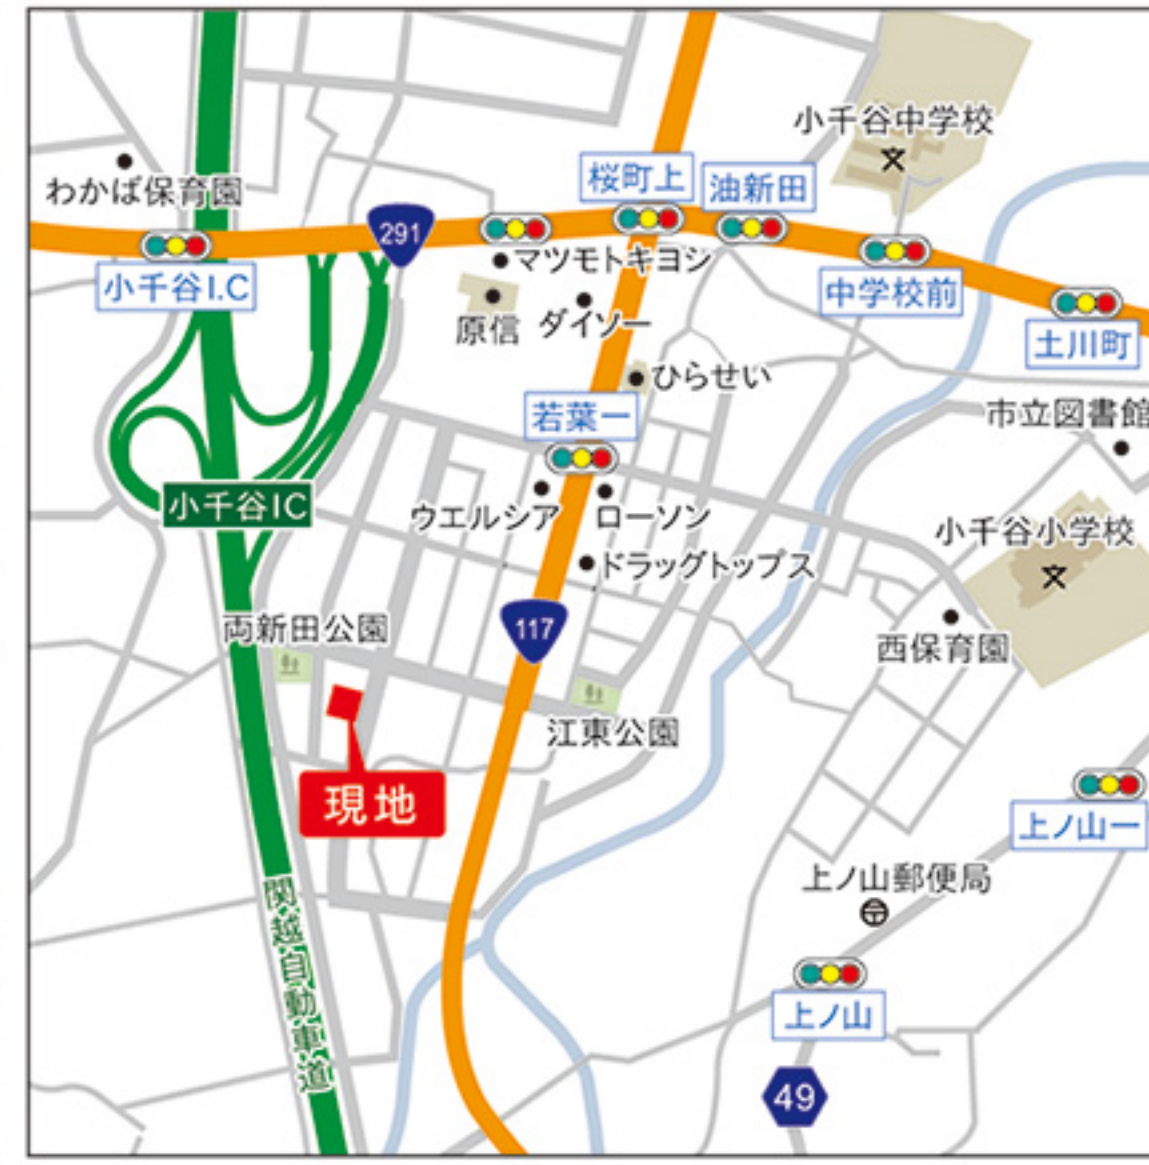 小千谷中学校
桜町上
油新田
わかば保育園
291
マツモトキヨシ
小千谷I.C
中学校前
原信
ダイソー
土川町
ひらせい
若葉一
市立図書館
小千谷IC
ウエルシア
ローソン
小千谷小学校
ドラッグトップス
117
両新田公園
西保育園
江東公園
現地
上ノ山一
上ノ山郵便局
関越自動車道
上ノ山
49